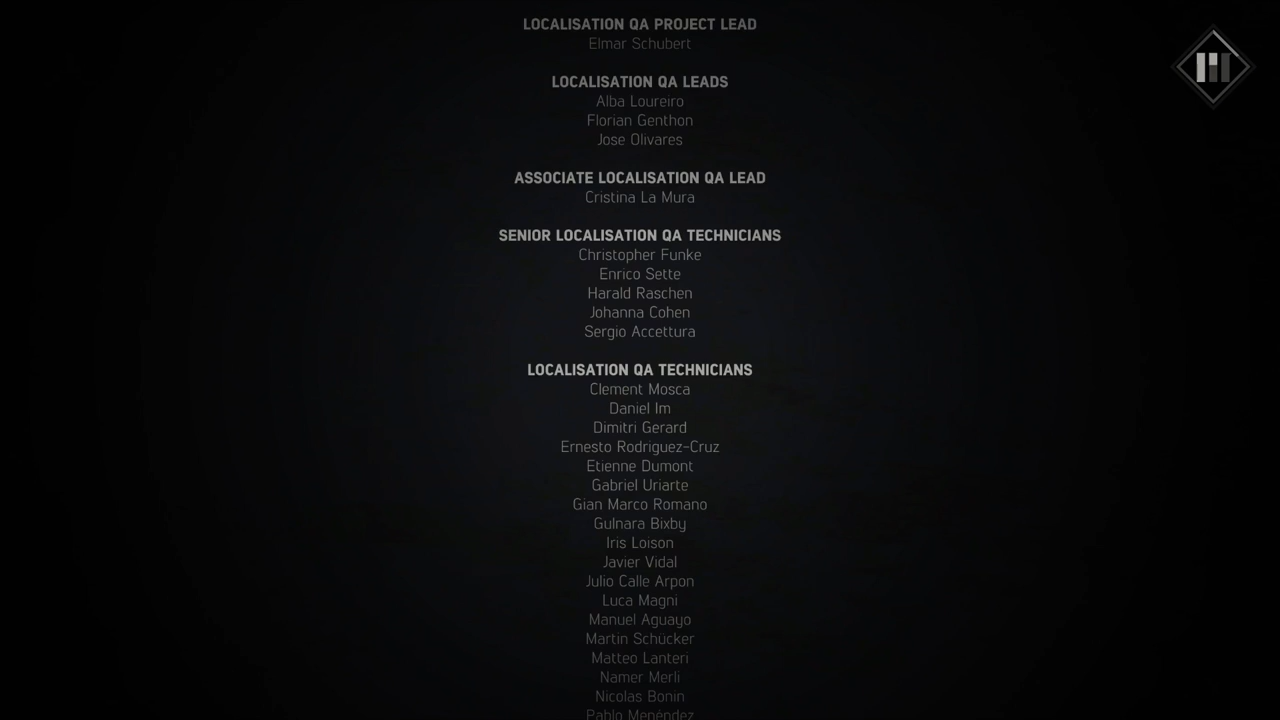 LOCALISATION QA PROJECT LEAD
Elmar Schubert
LOCALISATION QA LEADS
Alba Loureiro
Florian Genthon
Jose Olivares
ASSOCIATE LOCALISATION QA LEAD
Cristina La Mura
SENIOR LOCALISATION QA TECHNICIANS
Christopher Funke
Enrico Sette
Harald Raschen
Johanna Cohen
Sergio Accettura
LOCALISATION QA TECHNICIANS
Clement Mosca
Daniel Im
Dimitri Gerard
Ernesto Rodriguez-Cruz
Etienne Dumont
Gabriel Uriarte
Gian Marco Romano
Gulnara Bixby
Iris Loison
Javier Vidal
Julio Calle Arpon
Luca Magni
Manuel Aguayo
Martin Schücker
Matteo Lanteri
Namer Merli
Nicolas Bonin
Pablo Menéndez